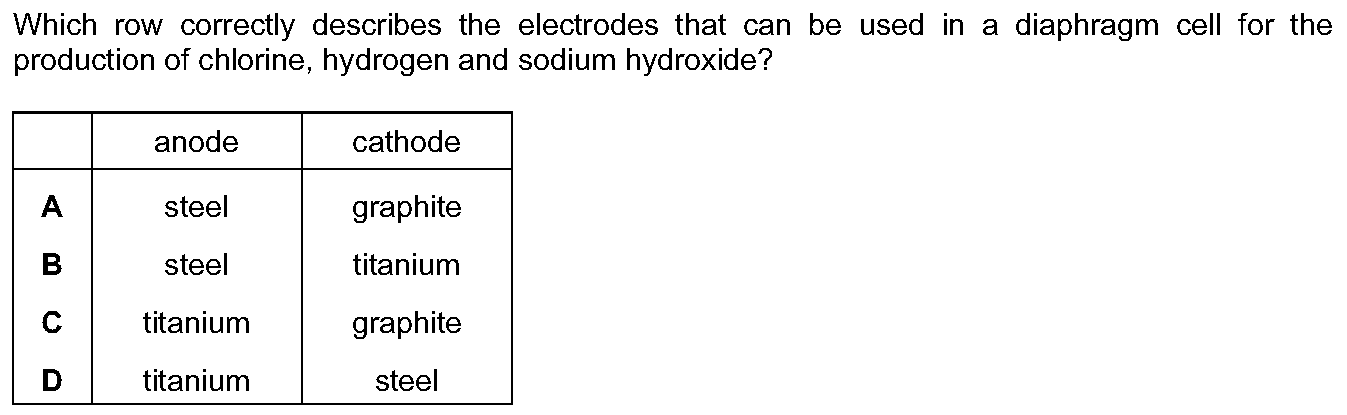 Which row correctly describes the electrodes that can be used in a diaphragm cell for the
production of chlorine, hydrogen and sodium hydroxide?
anode cathode
A steel graphite
B steel titanium
C titanium graphite
D titanium steel